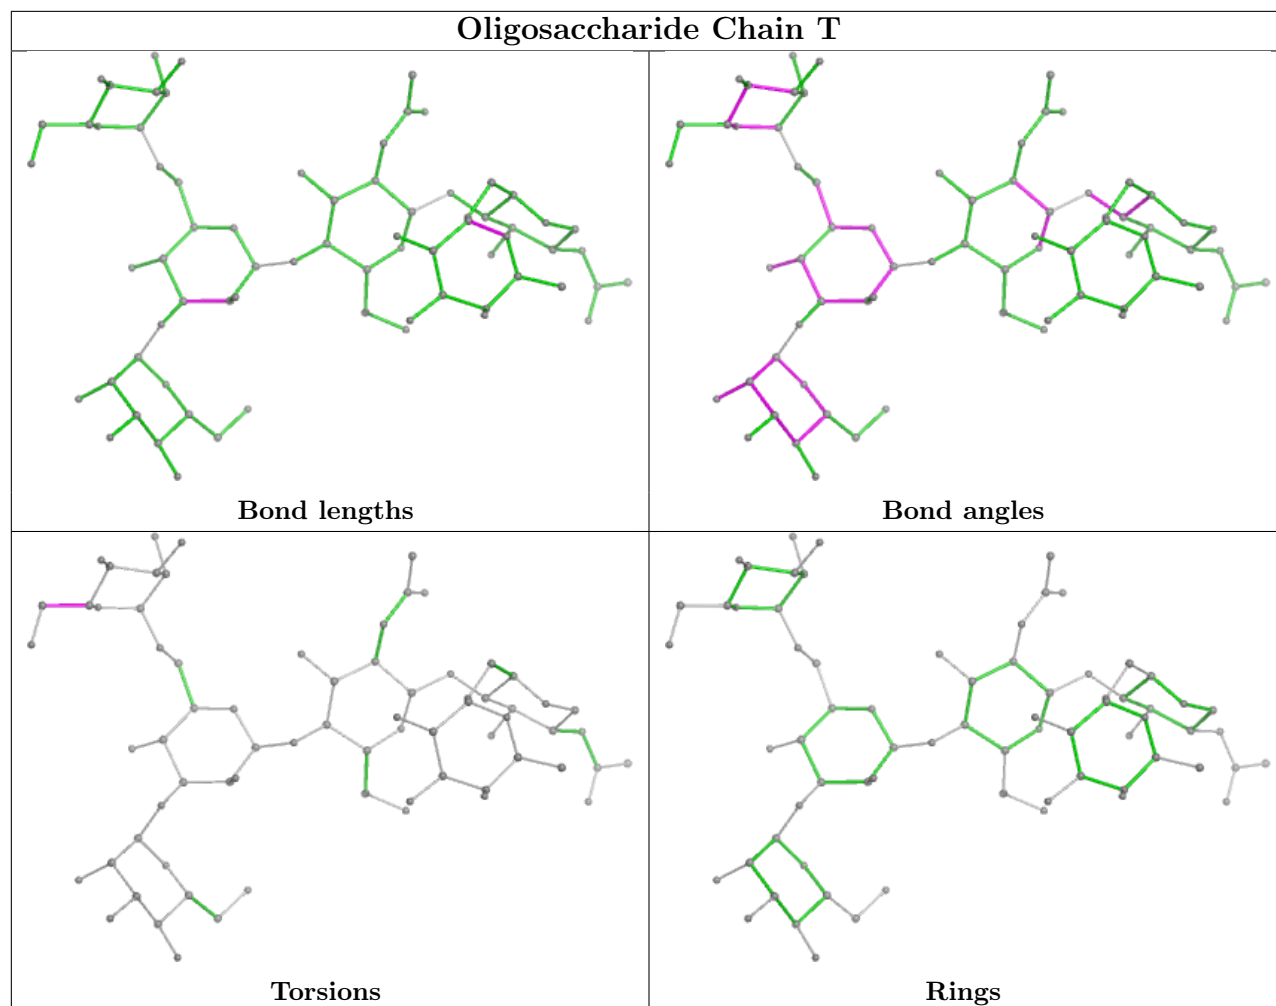 Oligosaccharide Chain T
Bond lengths
Bond angles
Torsions
Rings